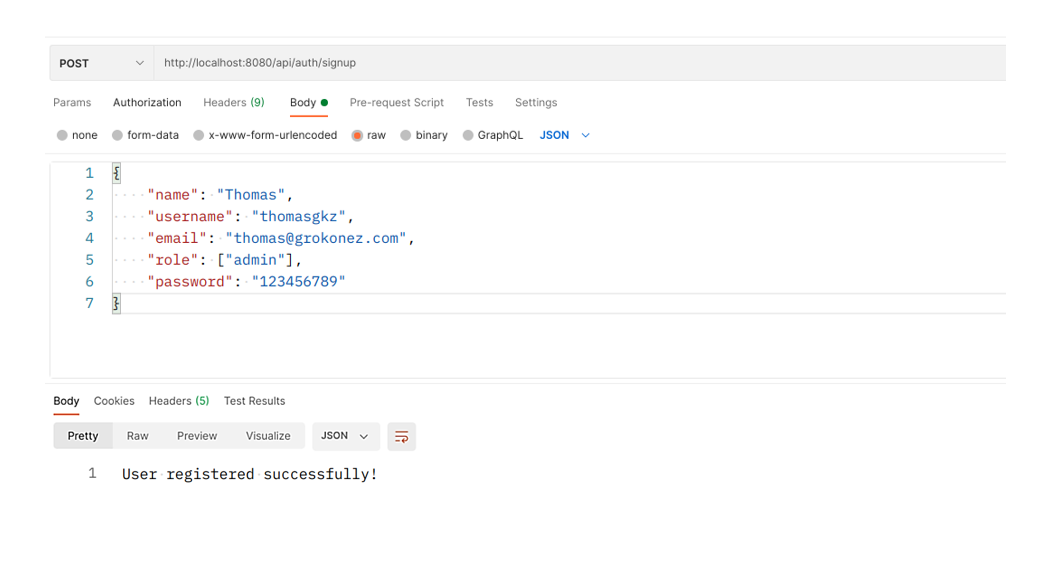 POST http://localhost:8080/api/auth/signup
Params Authorization Headers (9) Body Pre-request Script Tests Settings
none form-data x-www-form-urlencoded raw binary GraphQL JSON
1 {
2 "name": "Thomas",
3 "username": "thomasgkz",
4 "email": "thomas@grokonez.com",
5 "role": ["admin"],
6 "password": "123456789"
7 }
Body Cookies Headers (5) Test Results
Pretty Raw Preview Visualize JSON
1 User registered successfully!